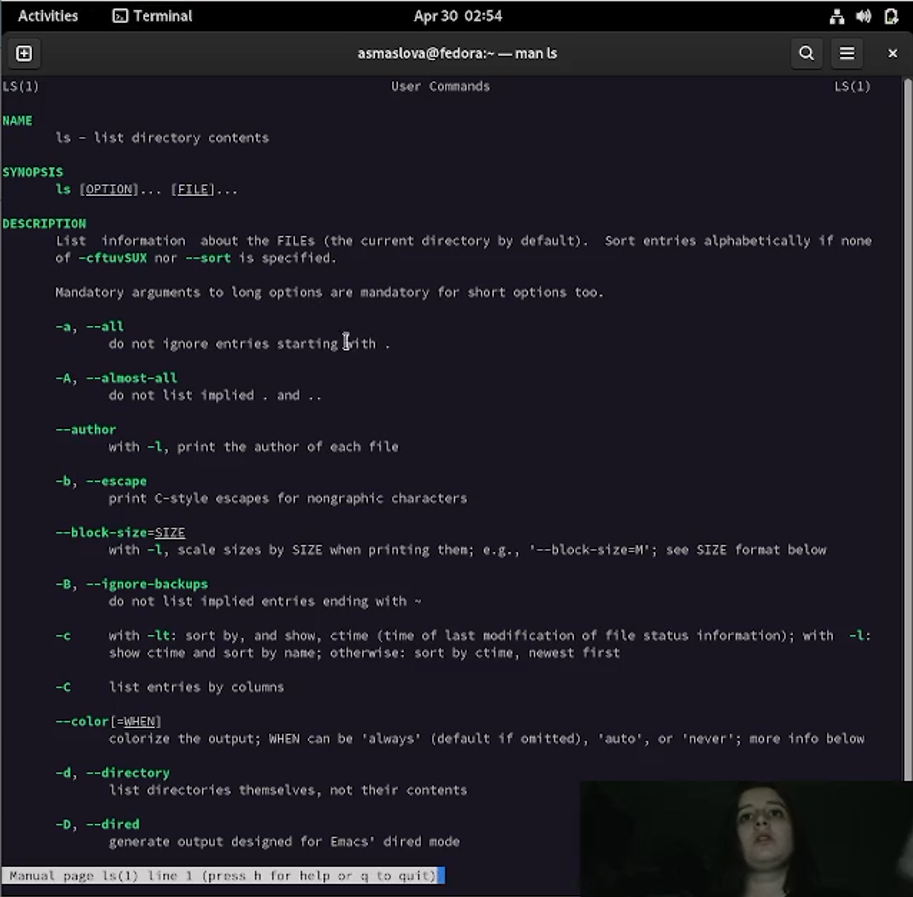 Activities Terminal Apr 30 02:54
asmaslova@fedora:~ — man ls
LS(1) User Commands LS(1)
NAME
ls - list directory contents
SYNOPSIS
ls [OPTION]... [FILE]...
DESCRIPTION
List information about the FILEs (the current directory by default). Sort entries alphabetically if none
of -cftuvSUX nor --sort is specified.
Mandatory arguments to long options are mandatory for short options too.
-a, --all
do not ignore entries starting with .
-A, --almost-all
do not list implied . and ..
--author
with -l, print the author of each file
-b, --escape
print C-style escapes for nongraphic characters
--block-size=SIZE
with -l, scale sizes by SIZE when printing them; e.g., '--block-size=M'; see SIZE format below
-B, --ignore-backups
do not list implied entries ending with ~
-c with -lt: sort by, and show, ctime (time of last modification of file status information); with -l:
show ctime and sort by name; otherwise: sort by ctime, newest first
-C list entries by columns
--color[=WHEN]
colorize the output; WHEN can be 'always' (default if omitted), 'auto', or 'never'; more info below
-d, --directory
list directories themselves, not their contents
-D, --dired
generate output designed for Emacs' dired mode
Manual page ls(1) line 1 (press h for help or q to quit)